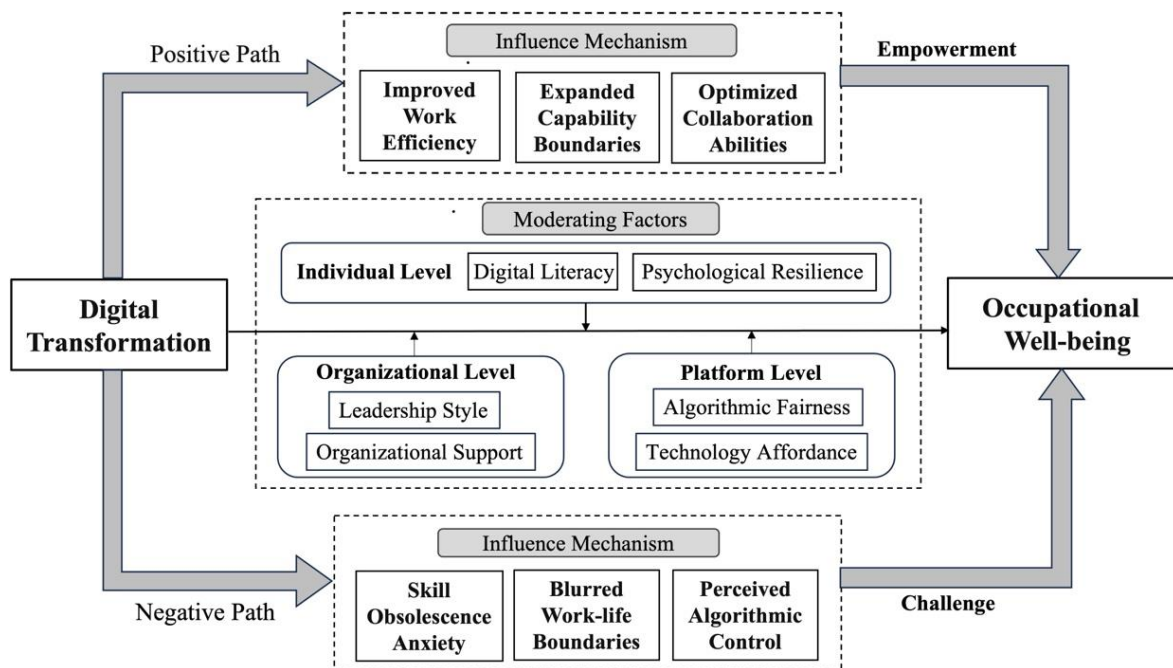 Positive Path
Influence Mechanism
Improved
Work
Efficiency
Expanded
Capability
Boundaries
Optimized
Collaboration
Abilities
Empowerment
Moderating Factors
Individual Level
Digital Literacy
Psychological Resilience
Digital
Transformation
Occupational
Well-being
Organizational Level
Leadership Style
Organizational Support
Platform Level
Algorithmic Fairness
Technology Affordance
Negative Path
Influence Mechanism
Skill
Obsolescence
Anxiety
Blurred
Work-life
Boundaries
Perceived
Algorithmic
Control
Challenge